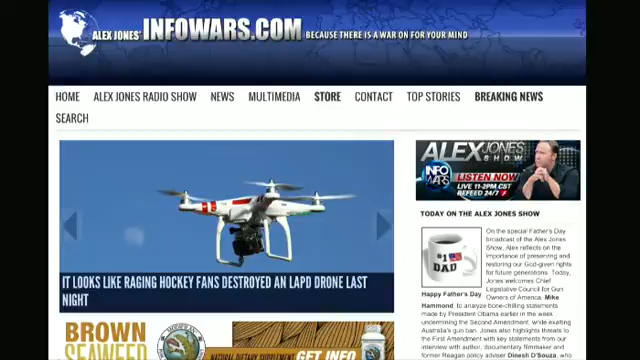 ALEX JONES' INFOWARS.COM BECAUSE THERE IS A WAR ON FOR YOUR MIND
HOME ALEX JONES RADIO SHOW NEWS MULTIMEDIA STORE CONTACT TOP STORIES BREAKING NEWS
SEARCH
IT LOOKS LIKE RAGING HOCKEY FANS DESTROYED AN LAPD DRONE LAST
NIGHT
BROWN
SEAWEED
NATURAL DIETARY SUPPLEMENT GET INFO
ALEX JONES
SHOW
INFO
WARS
LISTEN NOW
LIVE 11-2PM CST
REFEED 24/7
TODAY ON THE ALEX JONES SHOW
#1
DAD
Happy Father's Day
On the special Father's Day
broadcast of the Alex Jones
Show, Alex reflects on the
importance of preserving and
restoring our God-given rights
for future generations. Today,
Jones welcomes Chief
Legislative Council for Gun
Owners of America, Mike
Hammond, to analyze bone-chilling statements
made by President Obama earlier in the week
undermining the Second Amendment, while exalting
Australia's gun ban. Jones also highlights threats to
the First Amendment with key statements from an
interview with author, documentary filmmaker and
former Reagan policy adviser Dinesh D'Souza, who